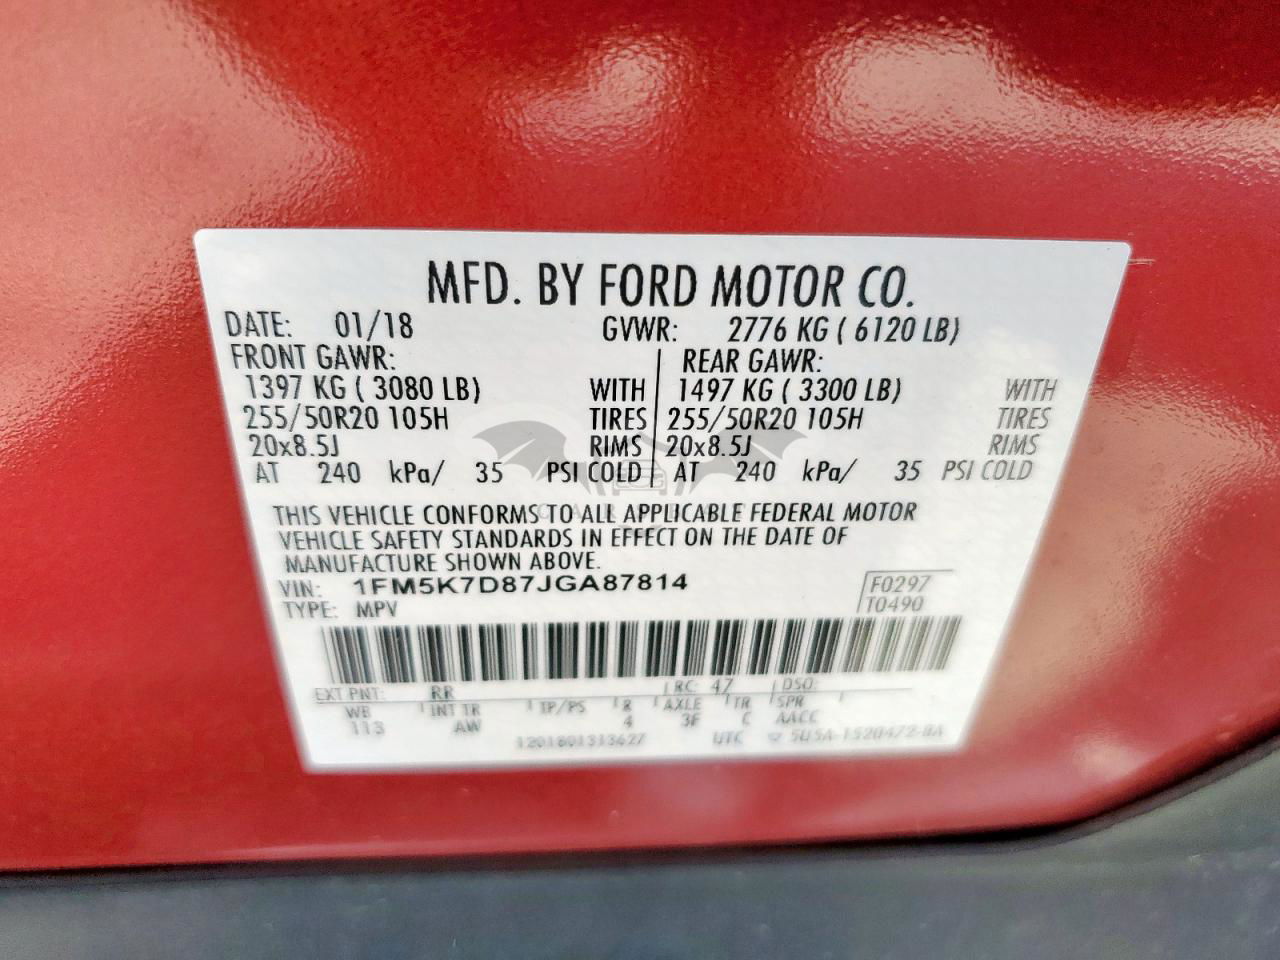 MFD. BY FORD MOTOR CO.
DATE: 01/18 GVWR: 2776 KG ( 6120 LB)
FRONT GAWR: REAR GAWR:
1397 KG ( 3080 LB) WITH 1497 KG ( 3300 LB) WITH
255/50R20 105H TIRES 255/50R20 105H TIRES
20x8.5J RIMS 20x8.5J RIMS
AT 240 kPa/ 35 PSI COLD AT 240 kPa/ 35 PSI COLD
THIS VEHICLE CONFORMS TO ALL APPLICABLE FEDERAL MOTOR
VEHICLE SAFETY STANDARDS IN EFFECT ON THE DATE OF
MANUFACTURE SHOWN ABOVE.
VIN: 1FM5K7D87JGA87814 F0297
TYPE: MPV T0490
EXT PNT: RR RC: 47 DSO:
WB INT TR TP/PS R AXLE TR SPR
113 AW 4 3F C AACC
1201801313627 UTC